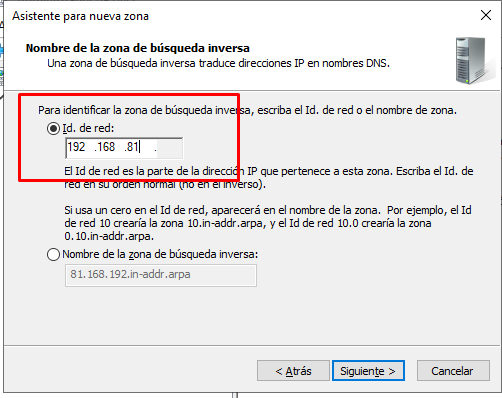 Asistente para nueva zona
Nombre de la zona de búsqueda inversa
Una zona de búsqueda inversa traduce direcciones IP en nombres DNS.
Para identificar la zona de búsqueda inversa, escriba el Id. de red o el nombre de zona.
Id. de red:
192 .168 .81 .
El Id de red es la parte de la dirección IP que pertenece a esta zona. Escriba el Id. de
red en su orden normal (no en el inverso).
Si usa un cero en el Id de red, aparecerá en el nombre de la zona. Por ejemplo, el Id
de red 10 crearía la zona 10.in-addr.arpa, y el Id de red 10.0 crearía la zona
0.10.in-addr.arpa.
Nombre de la zona de búsqueda inversa:
81.168.192.in-addr.arpa
< Atrás
Siguiente >
Cancelar